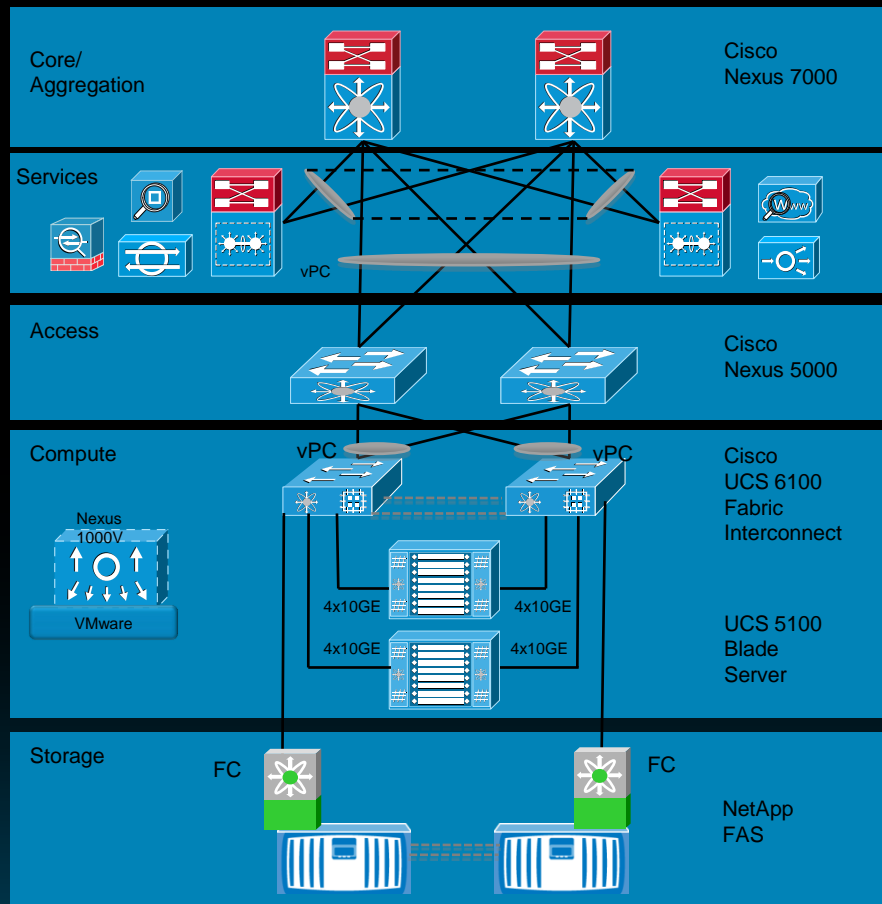 Core/
Aggregation
Cisco
Nexus 7000
Services
Www
vPC
Access
Cisco
Nexus 5000
Compute
vPC
vPC
Cisco
UCS 6100
Fabric
Interconnect
Nexus
1000V
VMware
4x10GE
4x10GE
4x10GE
4x10GE
UCS 5100
Blade
Server
Storage
FC
FC
NetApp
FAS